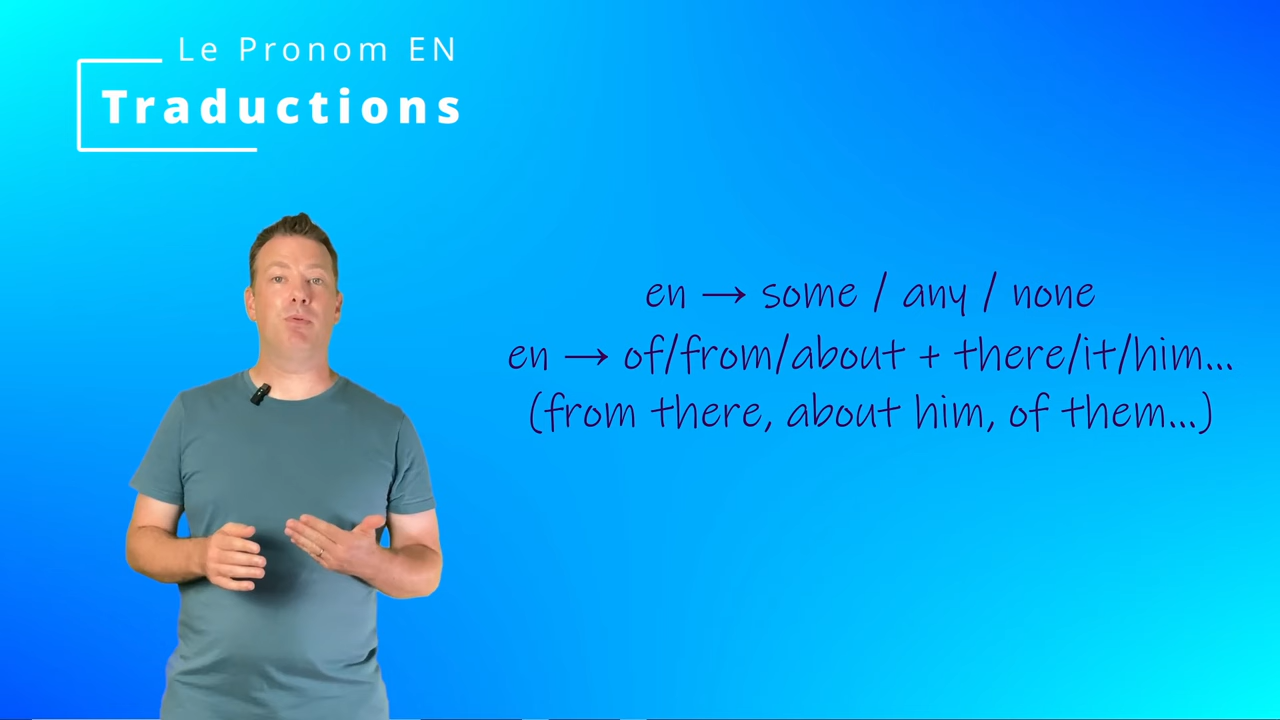 Le Pronom EN
Traductions
en → some / any / none
en → of/from/about + there/it/him...
(from there, about him, of them...)